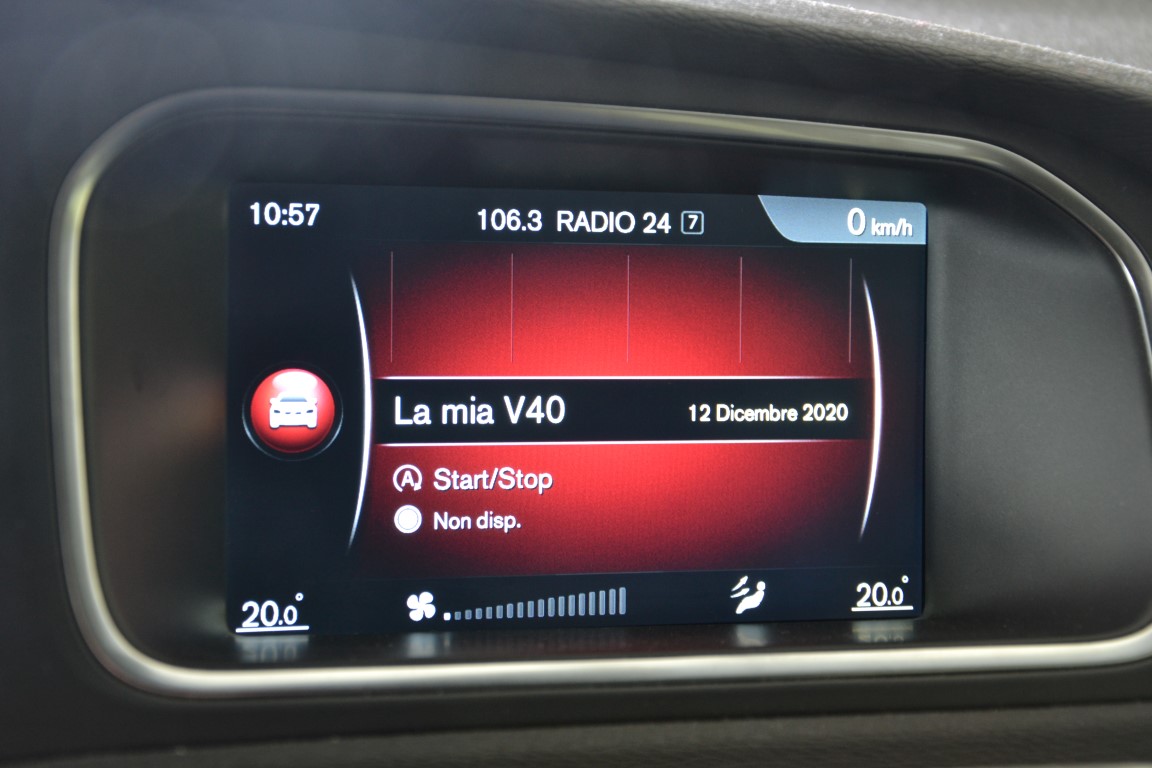 10:57 106.3 RADIO 24 7 0 km/h
La mia V40 12 Dicembre 2020
A Start/Stop
Non disp.
20.0° 20.0°